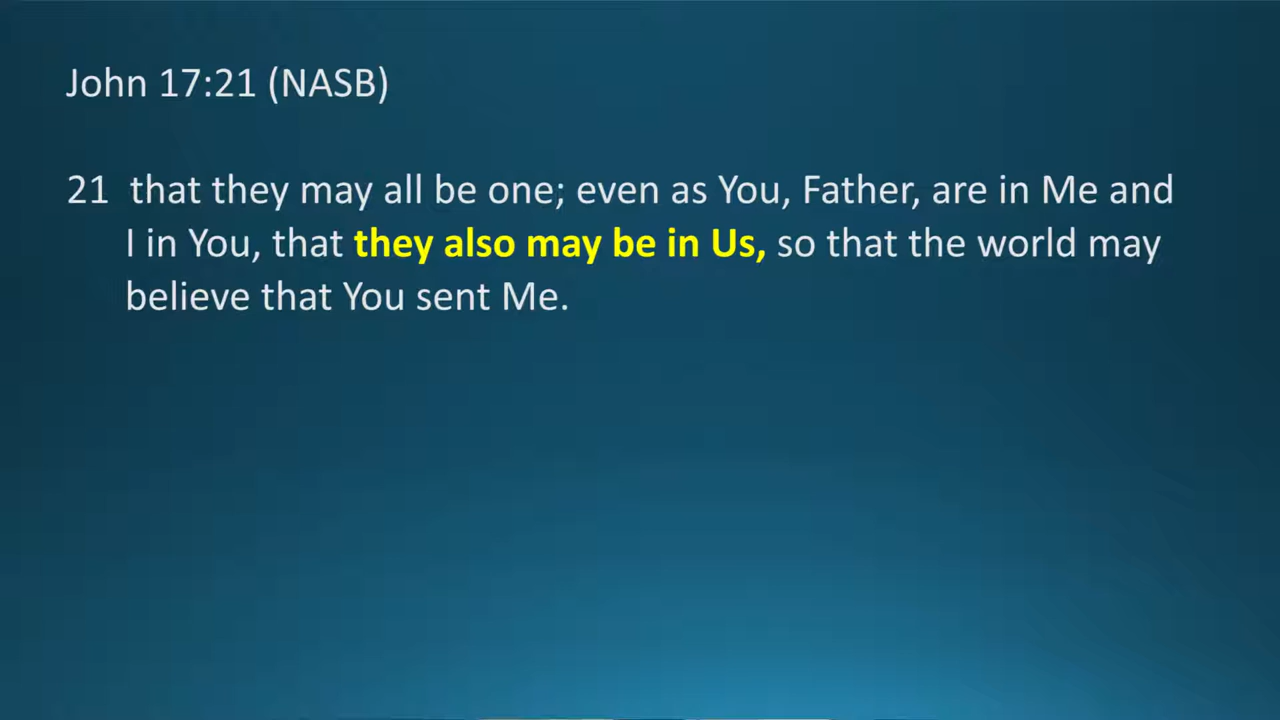 John 17:21 (NASB)
21 that they may all be one; even as You, Father, are in Me and
I in You, that they also may be in Us, so that the world may
believe that You sent Me.